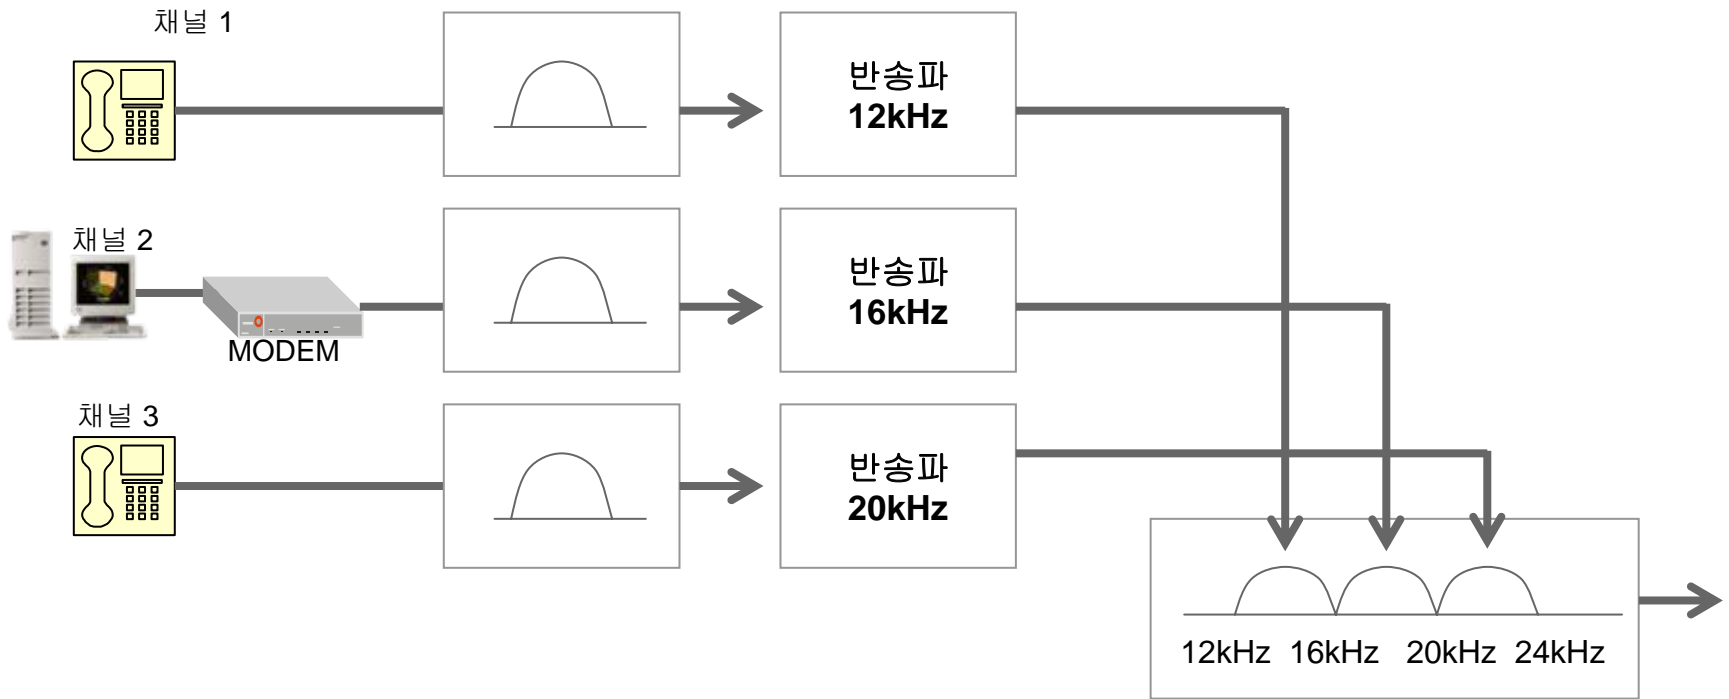 채널 1
반송파
12kHz
채널 2
MODEM
반송파
16kHz
채널 3
반송파
20kHz
12kHz 16kHz 20kHz 24kHz